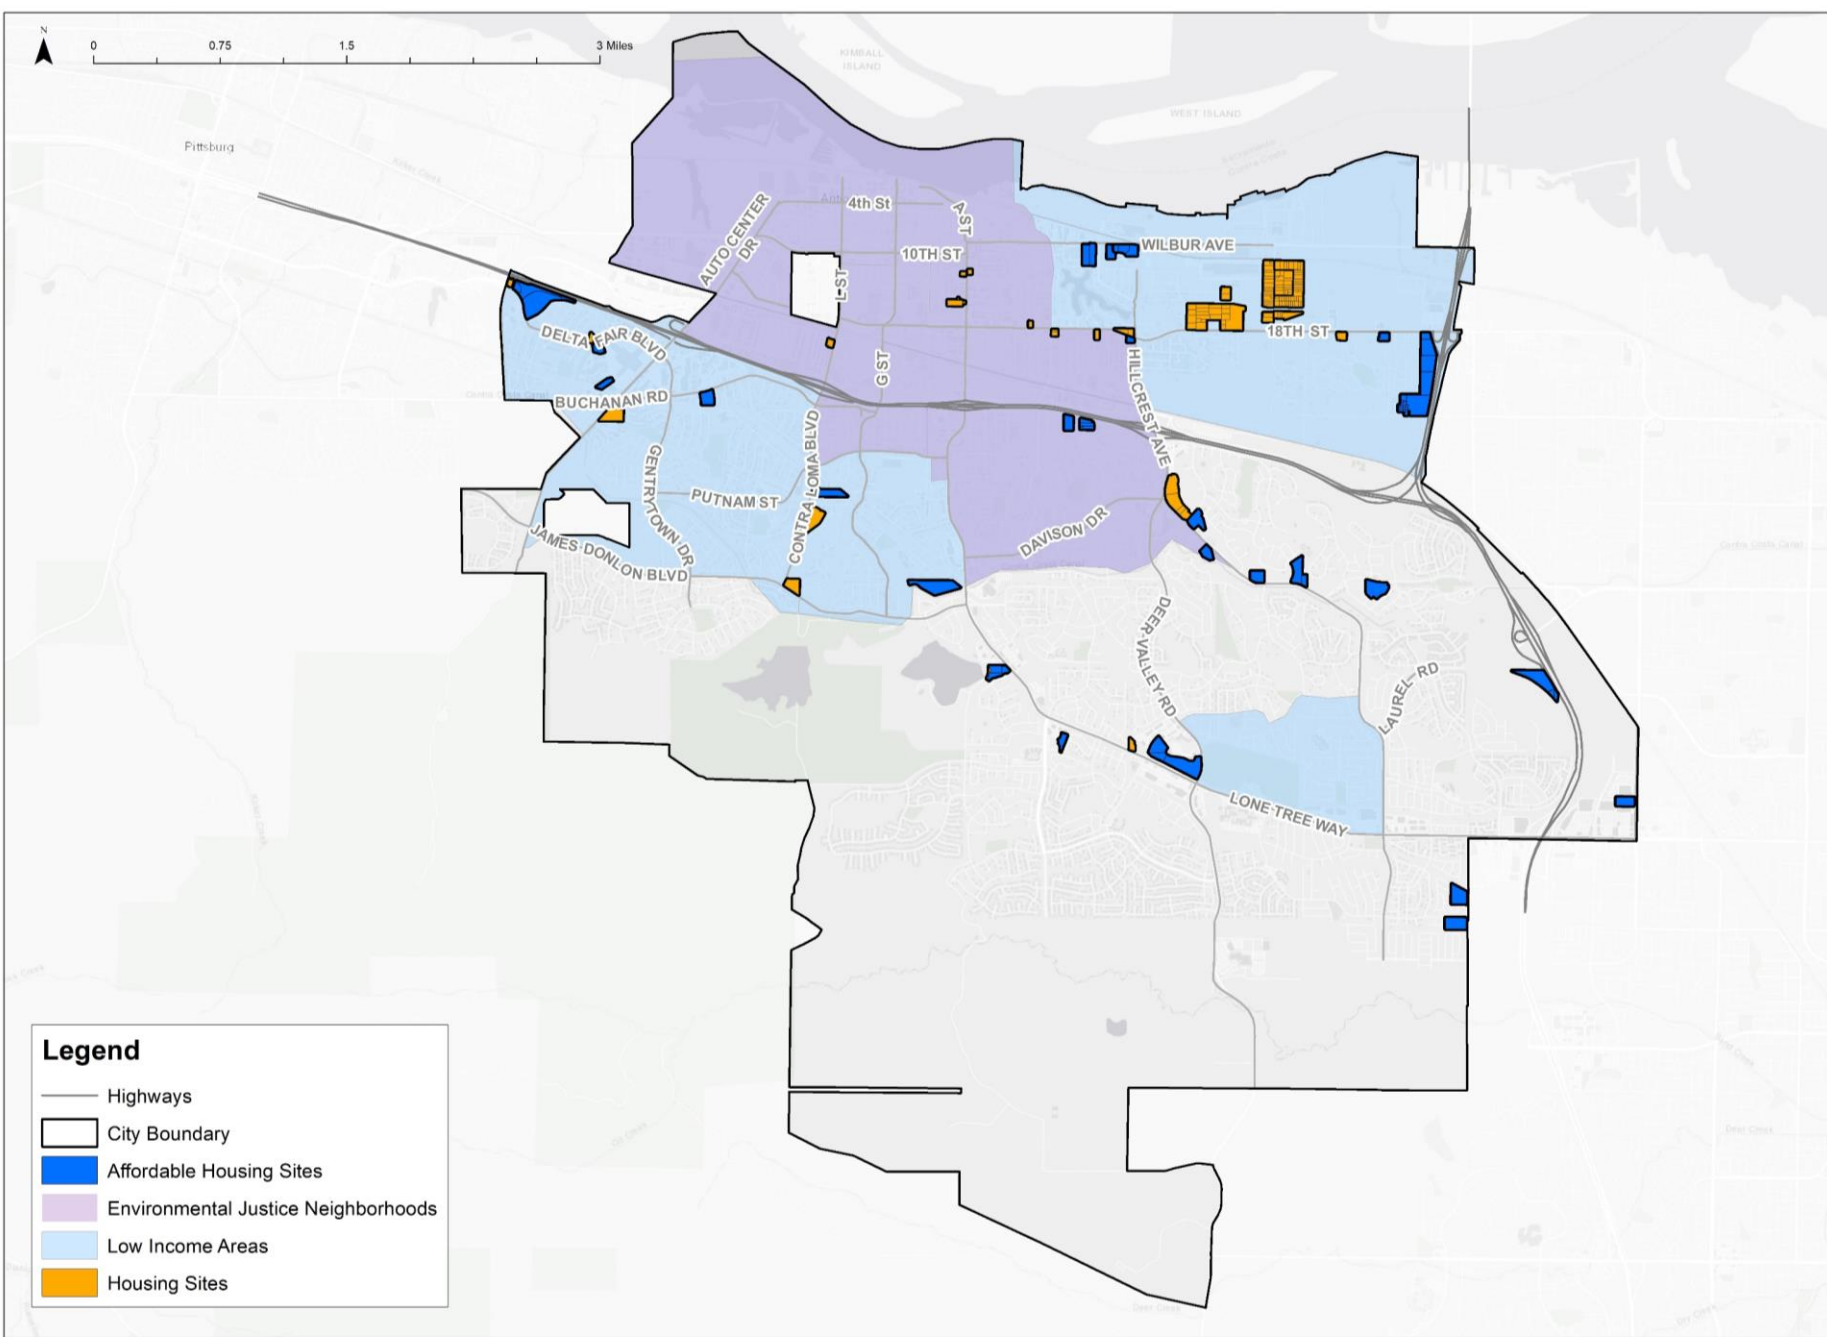 N
0 0.75 1.5 3 Miles
KIMBALL
ISLAND
WEST ISLAND
Pittsburg
AUTO CENTER
DR
4th St
A ST
10TH ST
WILBUR AVE
L ST
18TH ST
DELTA FAIR BLVD
G ST
HILLCREST AVE
BUCHANAN RD
CONTRA LOMA BLVD
GENTRYTOWN DR
PUTNAM ST
DAVISON DR
JAMES DONLON BLVD
DEER VALLEY RD
LAUREL RD
LONE TREE WAY
Legend
Highways
City Boundary
Affordable Housing Sites
Environmental Justice Neighborhoods
Low Income Areas
Housing Sites